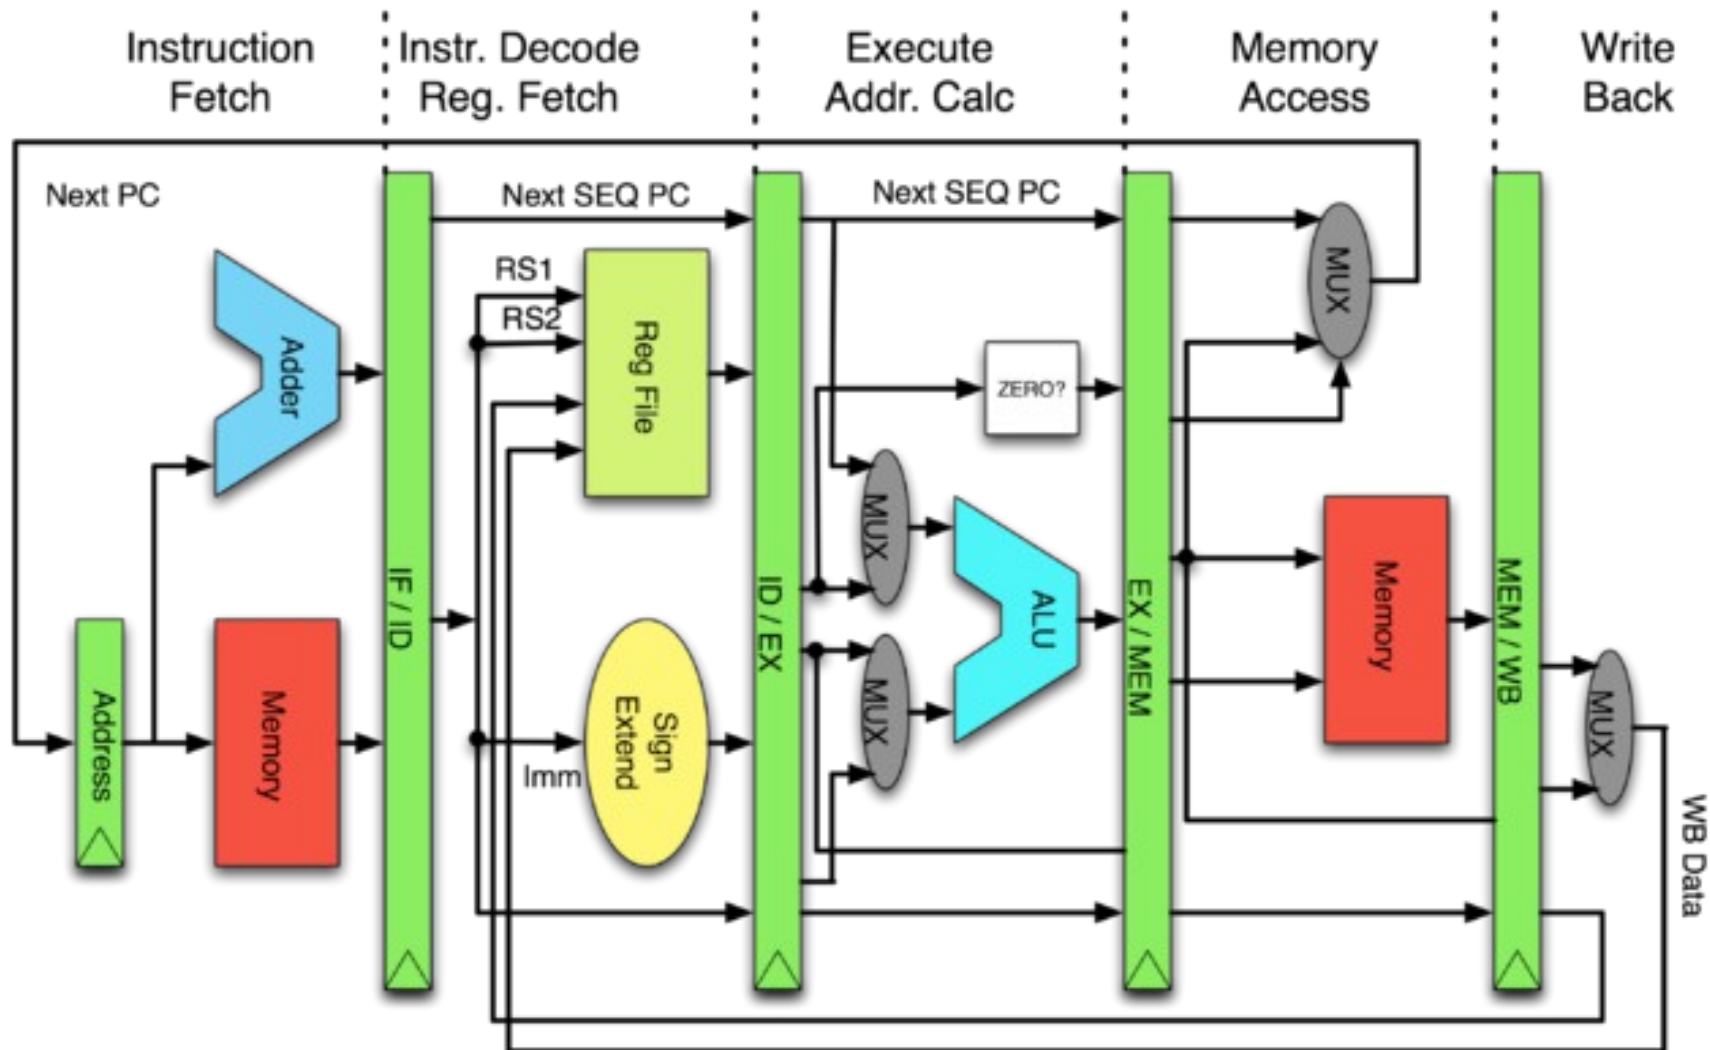 Instruction
Fetch
Instr. Decode
Reg. Fetch
Execute
Addr. Calc
Memory
Access
Write
Back
Next PC
Next SEQ PC
Next SEQ PC
RS1
RS2
Reg File
Adder
MUX
ZERO?
MUX
ALU
MUX
IF / ID
ID / EX
EX / MEM
MEM / WB
Memory
Address
Memory
Sign
Extend
Imm
MUX
WB Data